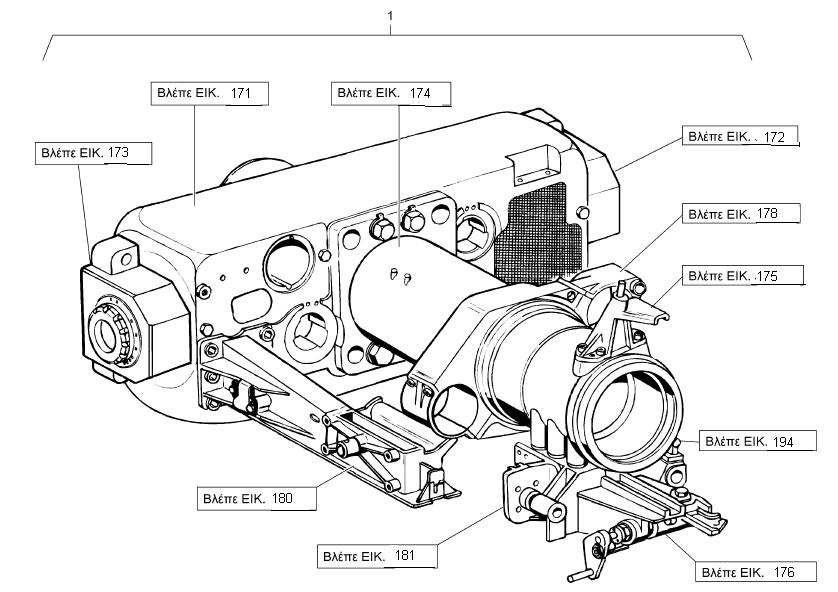 1
Βλέπε ΕΙΚ. 171
Βλέπε ΕΙΚ. 174
Βλέπε ΕΙΚ. 172
Βλέπε ΕΙΚ. 173
Βλέπε ΕΙΚ. 178
Βλέπε ΕΙΚ. 175
Βλέπε ΕΙΚ. 194
Βλέπε ΕΙΚ. 180
Βλέπε ΕΙΚ. 181
Βλέπε ΕΙΚ. 176